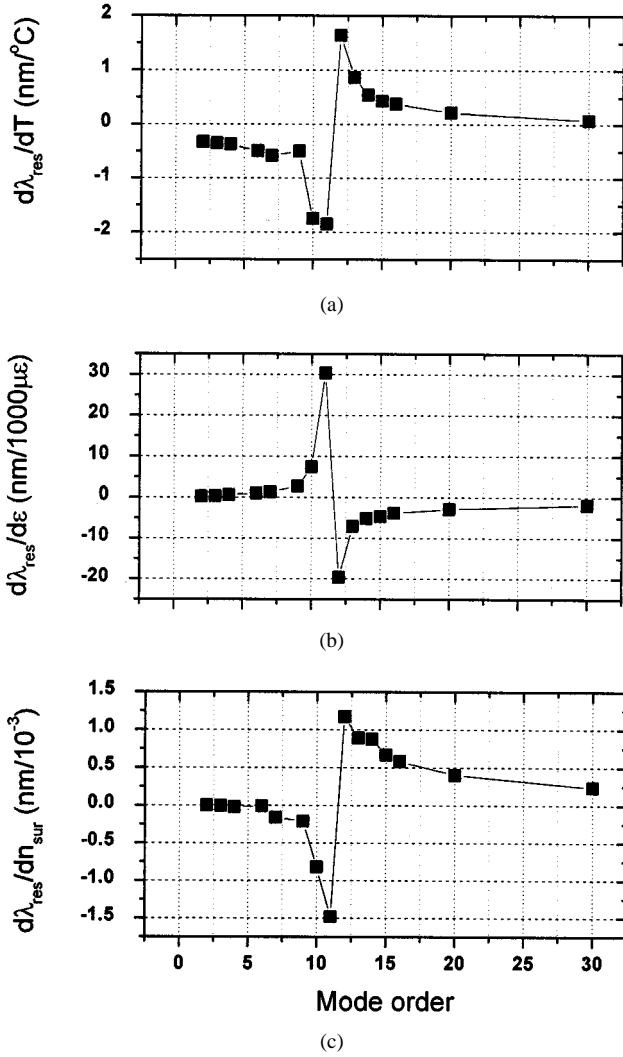 dλres/dT (nm/°C)
2
1
0
-1
-2
(a)
dλres/dε (nm/1000με)
30
20
10
0
-10
-20
(b)
dλres/dnsur (nm/10-3)
1.5
1.0
0.5
0.0
-0.5
-1.0
-1.5
0 5 10 15 20 25 30
Mode order
(c)